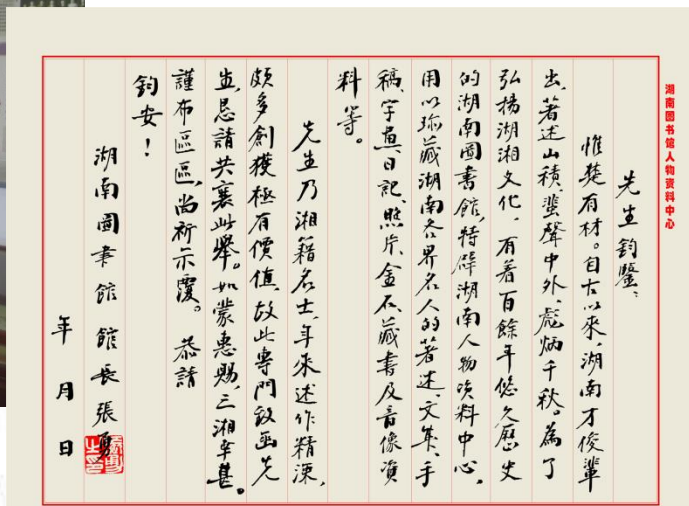 湖南图书馆人物资料中心
先生鈞鑒：
惟楚有材。自古以來，湖南才俊輩
出，著述山積，蜚聲中外，彪炳千秋。為了
弘揚湖湘文化，有着百餘年悠久歷史
的湖南圖書館，特辟湖南人物資料中心，
用以珍藏湖南各界名人的著述、文集、手
稿、字畫、日記、照片、金石、藏書及音像資
料等。
先生乃湘籍名士，年來述作精深，
頗多創獲極有價值，故此專門致函先
生，恳請共襄此舉。如蒙惠賜，三湘幸甚。
謹布區區，尚祈示覆。恭請
鈞安！
湖南圖書館館長張勇
年月日